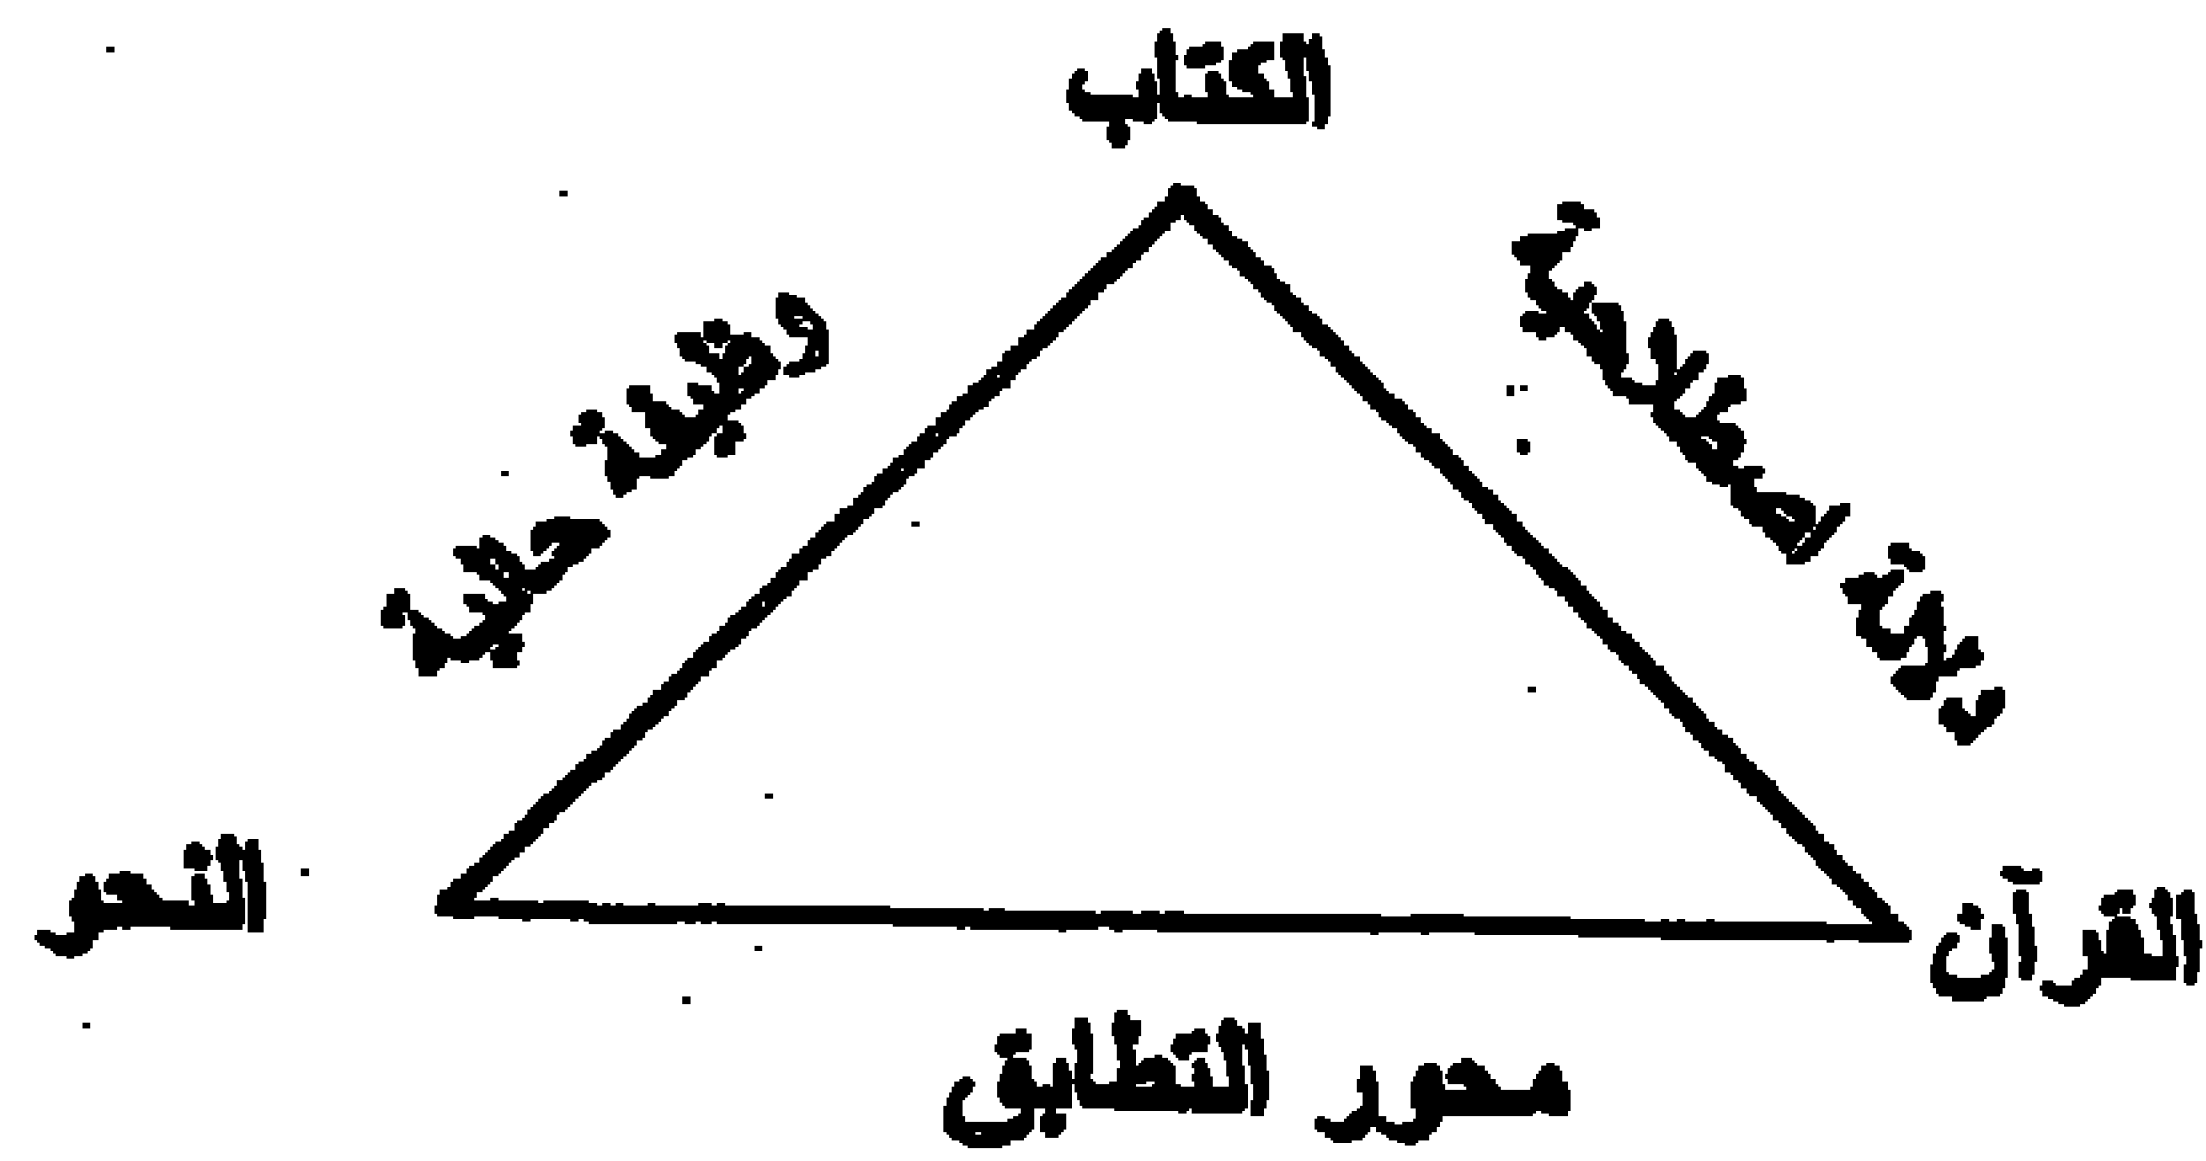 الكتاب
دلالة اصطلاحية
وظيفة حالية
القرآن
النحو
محور التطابق